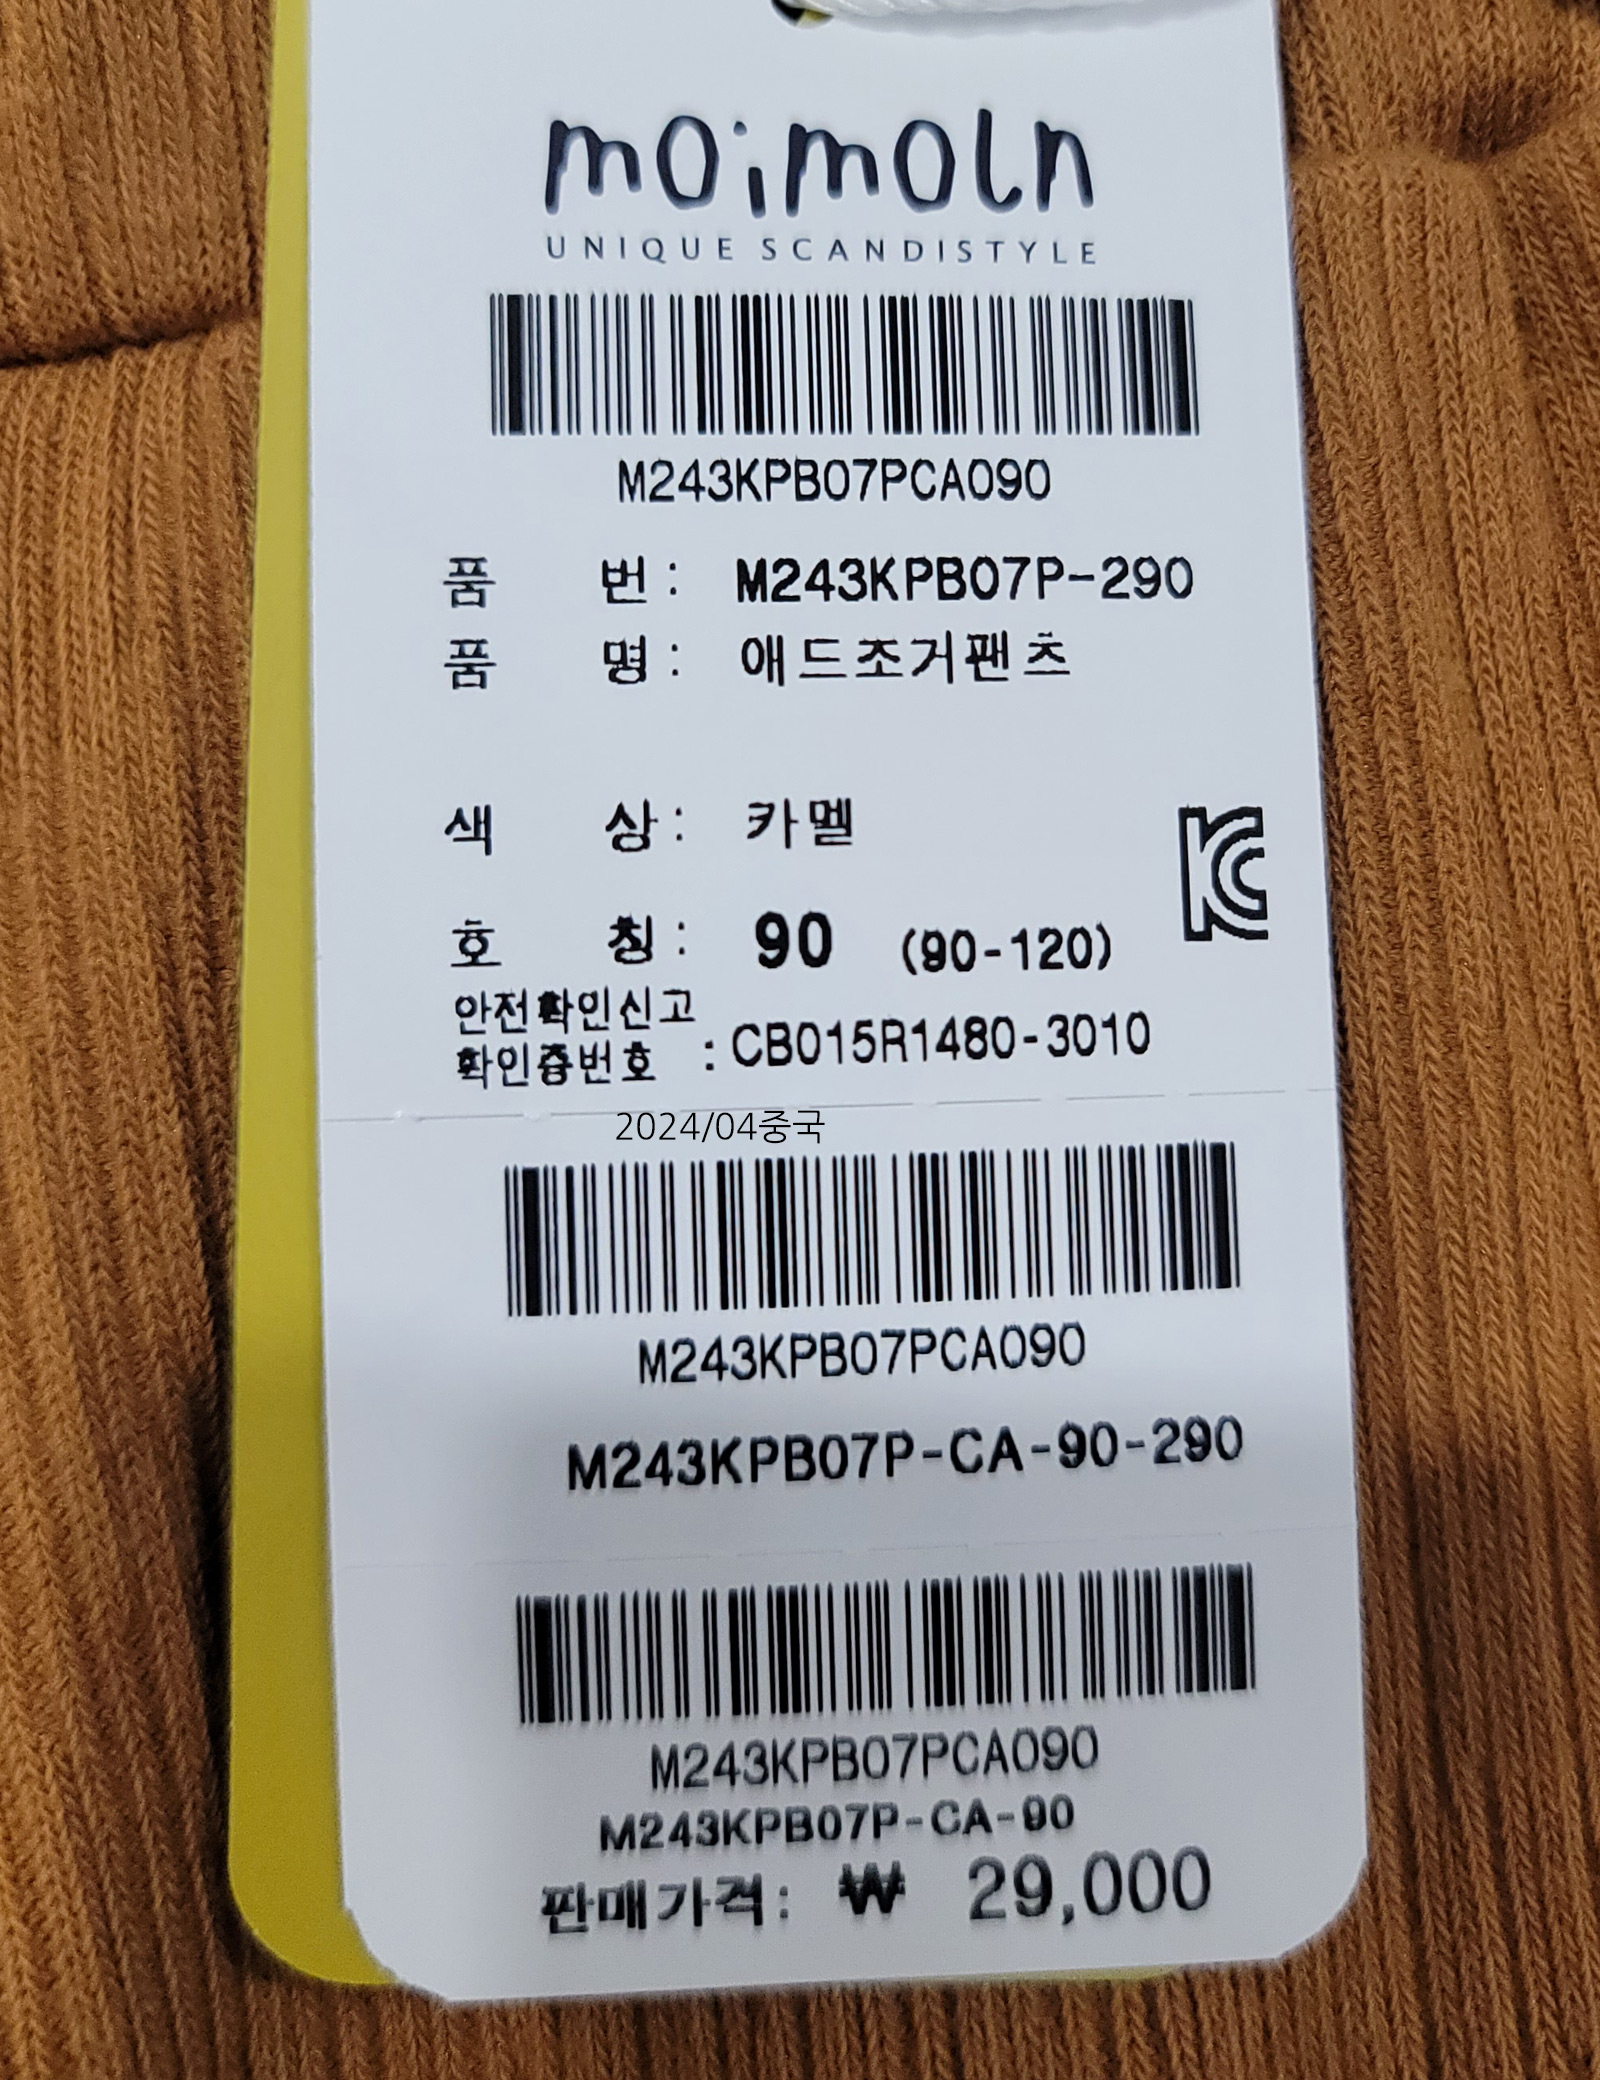 moimoln
UNIQUE SCANDISTYLE
M243KPB07PCA090
품 번 : M243KPB07P-290
품 명 : 애드조거팬츠
색 상 : 카멜
호 칭 : 90 (90-120)
안전확인신고
확인증번호 : CB015R1480-3010
2024/04중국
M243KPB07PCA090
M243KPB07P-CA-90-290
M243KPB07PCA090
M243KPB07P-CA-90
판매가격 : ₩ 29,000